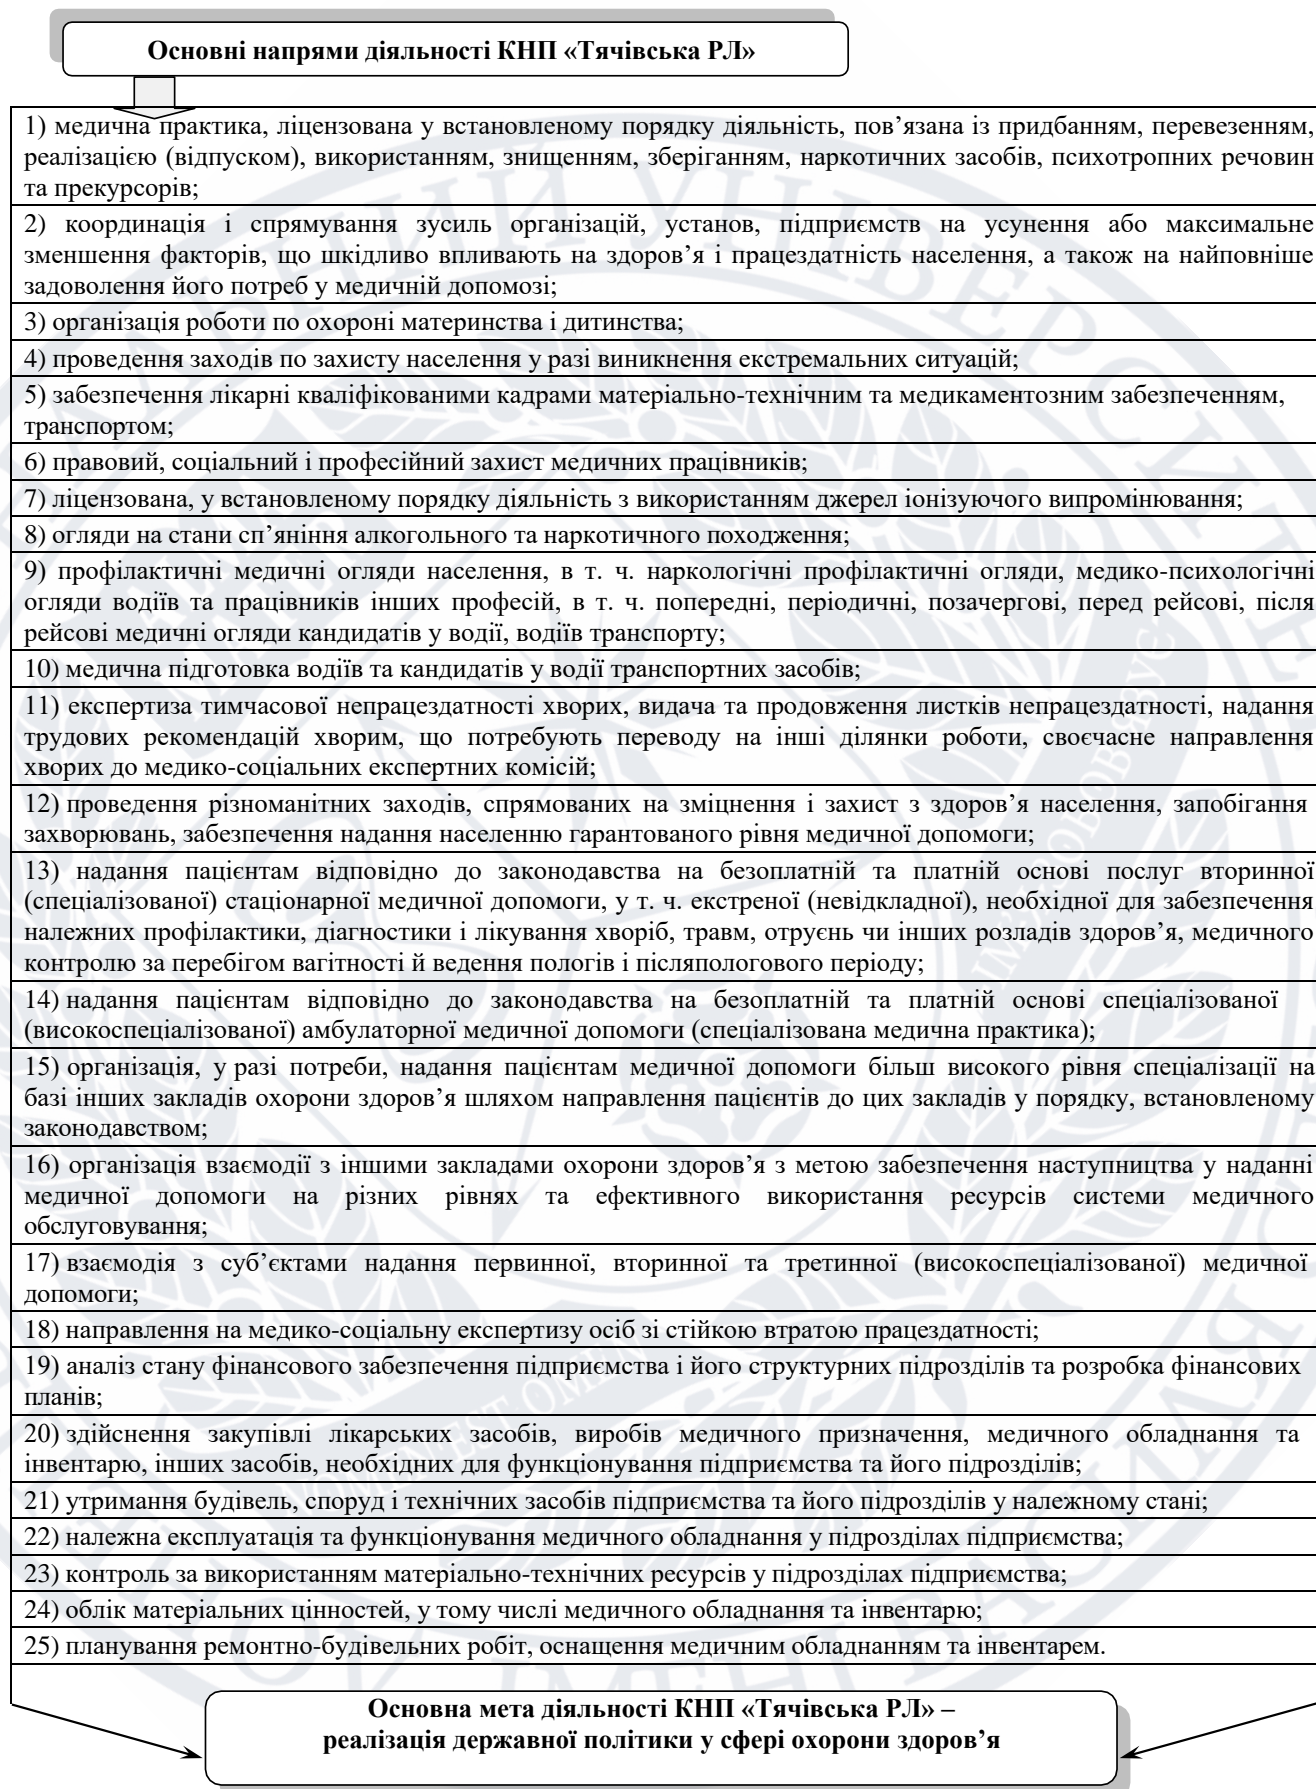 Основні напрями діяльності КНП «Тячівська РЛ»
1) медична практика, ліцензована у встановленому порядку діяльність, пов’язана із придбанням, перевезенням,
реалізацією (відпуском), використанням, знищенням, зберіганням, наркотичних засобів, психотропних речовин
та прекурсорів;
2) координація і спрямування зусиль організацій, установ, підприємств на усунення або максимальне
зменшення факторів, що шкідливо впливають на здоров’я і працездатність населення, а також на найповніше
задоволення його потреб у медичній допомозі;
3) організація роботи по охороні материнства і дитинства;
4) проведення заходів по захисту населення у разі виникнення екстремальних ситуацій;
5) забезпечення лікарні кваліфікованими кадрами матеріально-технічним та медикаментозним забезпеченням,
транспортом;
6) правовий, соціальний і професійний захист медичних працівників;
7) ліцензована, у встановленому порядку діяльність з використанням джерел іонізуючого випромінювання;
8) огляди на стани сп’яніння алкогольного та наркотичного походження;
9) профілактичні медичні огляди населення, в т. ч. наркологічні профілактичні огляди, медико-психологічні
огляди водіїв та працівників інших професій, в т. ч. попередні, періодичні, позачергові, перед рейсові, після
рейсові медичні огляди кандидатів у водії, водіїв транспорту;
10) медична підготовка водіїв та кандидатів у водії транспортних засобів;
11) експертиза тимчасової непрацездатності хворих, видача та продовження листків непрацездатності, надання
трудових рекомендацій хворим, що потребують переводу на інші ділянки роботи, своєчасне направлення
хворих до медико-соціальних експертних комісій;
12) проведення різноманітних заходів, спрямованих на зміцнення і захист з здоров’я населення, запобігання
захворювань, забезпечення надання населенню гарантованого рівня медичної допомоги;
13) надання пацієнтам відповідно до законодавства на безоплатній та платній основі послуг вторинної
(спеціалізованої) стаціонарної медичної допомоги, у т. ч. екстреної (невідкладної), необхідної для забезпечення
належних профілактики, діагностики і лікування хвороб, травм, отруєнь чи інших розладів здоров’я, медичного
контролю за перебігом вагітності й ведення пологів і післяпологового періоду;
14) надання пацієнтам відповідно до законодавства на безоплатній та платній основі спеціалізованої
(високоспеціалізованої) амбулаторної медичної допомоги (спеціалізована медична практика);
15) організація, у разі потреби, надання пацієнтам медичної допомоги більш високого рівня спеціалізації на
базі інших закладів охорони здоров’я шляхом направлення пацієнтів до цих закладів у порядку, встановленому
законодавством;
16) організація взаємодії з іншими закладами охорони здоров’я з метою забезпечення наступництва у наданні
медичної допомоги на різних рівнях та ефективного використання ресурсів системи медичного
обслуговування;
17) взаємодія з суб’єктами надання первинної, вторинної та третинної (високоспеціалізованої) медичної
допомоги;
18) направлення на медико-соціальну експертизу осіб зі стійкою втратою працездатності;
19) аналіз стану фінансового забезпечення підприємства і його структурних підрозділів та розробка фінансових
планів;
20) здійснення закупівлі лікарських засобів, виробів медичного призначення, медичного обладнання та
інвентарю, інших засобів, необхідних для функціонування підприємства та його підрозділів;
21) утримання будівель, споруд і технічних засобів підприємства та його підрозділів у належному стані;
22) належна експлуатація та функціонування медичного обладнання у підрозділах підприємства;
23) контроль за використанням матеріально-технічних ресурсів у підрозділах підприємства;
24) облік матеріальних цінностей, у тому числі медичного обладнання та інвентарю;
25) планування ремонтно-будівельних робіт, оснащення медичним обладнанням та інвентарем.
Основна мета діяльності КНП «Тячівська РЛ» –
реалізація державної політики у сфері охорони здоров’я